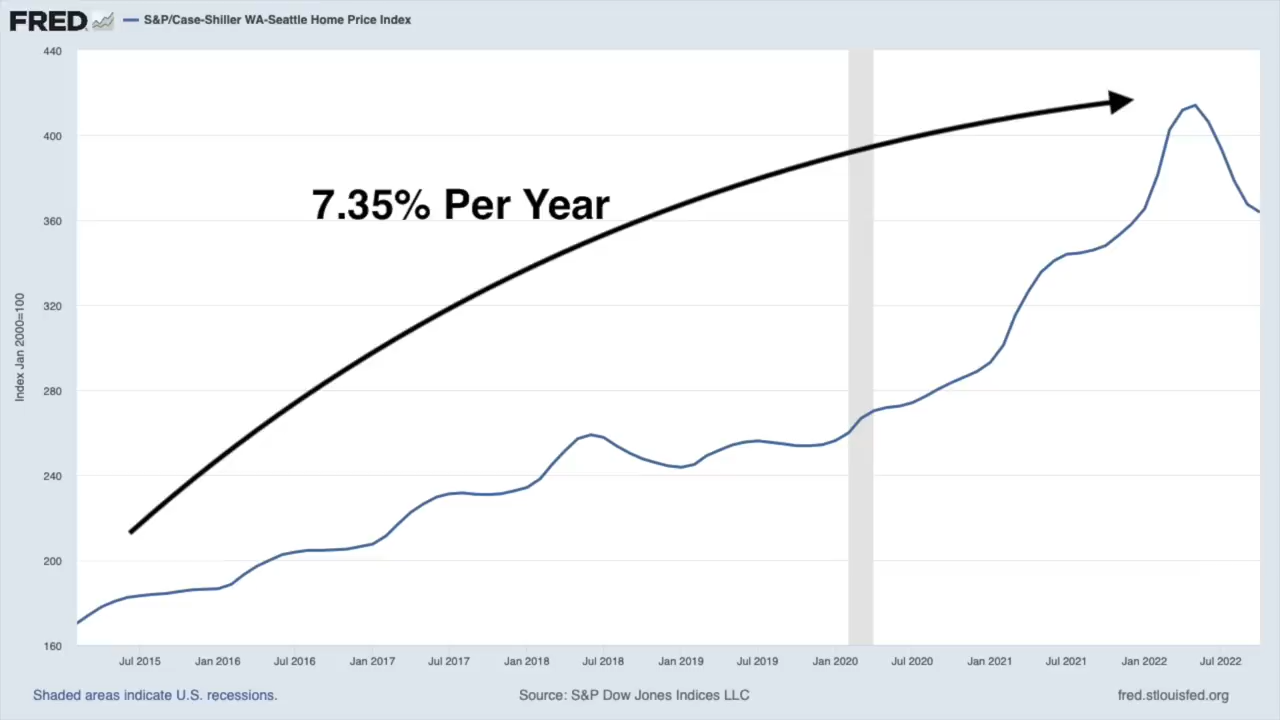 FRED S&P/Case-Shiller WA-Seattle Home Price Index
440
400
360
320
280
240
200
160
Index Jan 2000=100
7.35% Per Year
Jul 2015 Jan 2016 Jul 2016 Jan 2017 Jul 2017 Jan 2018 Jul 2018 Jan 2019 Jul 2019 Jan 2020 Jul 2020 Jan 2021 Jul 2021 Jan 2022 Jul 2022
Shaded areas indicate U.S. recessions. Source: S&P Dow Jones Indices LLC fred.stlouisfed.org